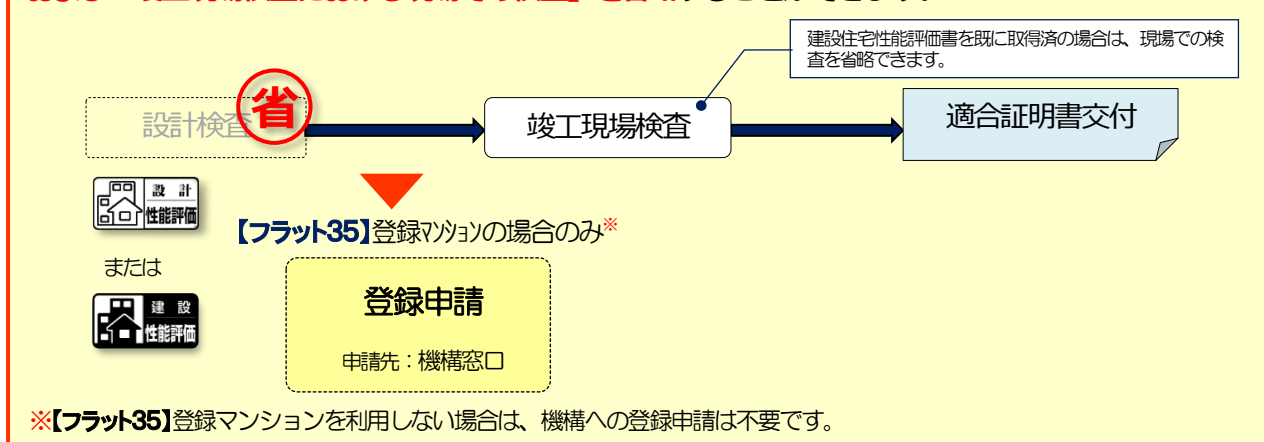 建設住宅性能評価書を既に取得済の場合は、現場での検
査を省略できます。
設計検査
省
竣工現場検査
適合証明書交付
設 計
性能評価
【フラット35】登録マンションの場合のみ※
または
建 設
性能評価
登録申請
申請先：機構窓口
※【フラット35】登録マンションを利用しない場合は、機構への登録申請は不要です。